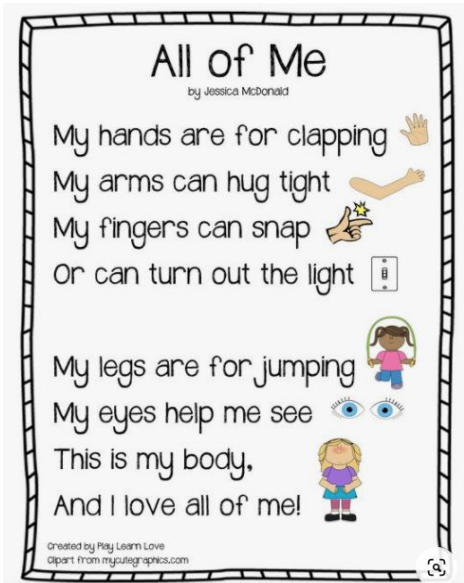 All of Me
by Jessica McDonald
My hands are for clapping
My arms can hug tight
My fingers can snap
Or can turn out the light
My legs are for jumping
My eyes help me see
This is my body,
And I love all of me!
Created by Play Learn Love
Clipart from mycutegraphics.com